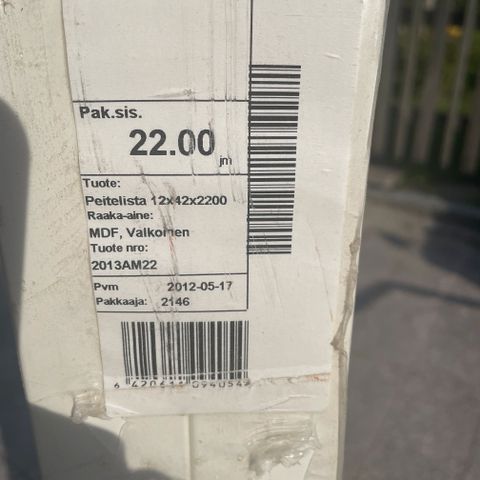 Pak.sis.
22.00 jm
Tuote:
Peitelista 12x42x2200
Raaka-aine:
MDF, Valkoinen
Tuote nro:
2013AM22
Pvm 2012-05-17
Pakkaaja: 2146